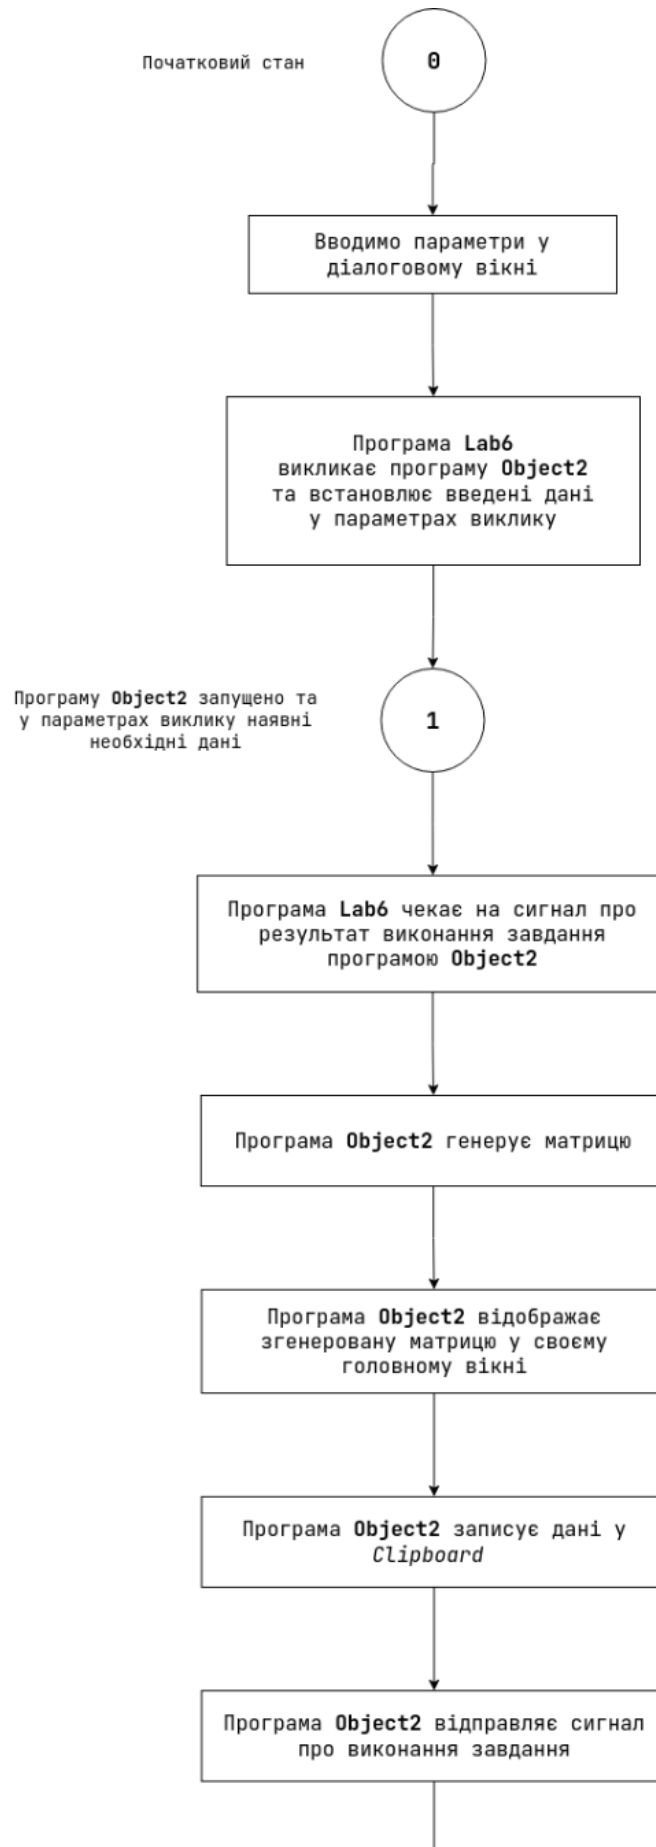 Початковий стан
0
Вводимо параметри у
діалоговому вікні
Програма Lab6
викликає програму Object2
та встановлює введені дані
у параметрах виклику
Програму Object2 запущено та
у параметрах виклику наявні
необхідні дані
1
Програма Lab6 чекає на сигнал про
результат виконання завдання
програмою Object2
Програма Object2 генерує матрицю
Програма Object2 відображає
згенеровану матрицю у своєму
головному вікні
Програма Object2 записує дані у
Clipboard
Програма Object2 відправляє сигнал
про виконання завдання